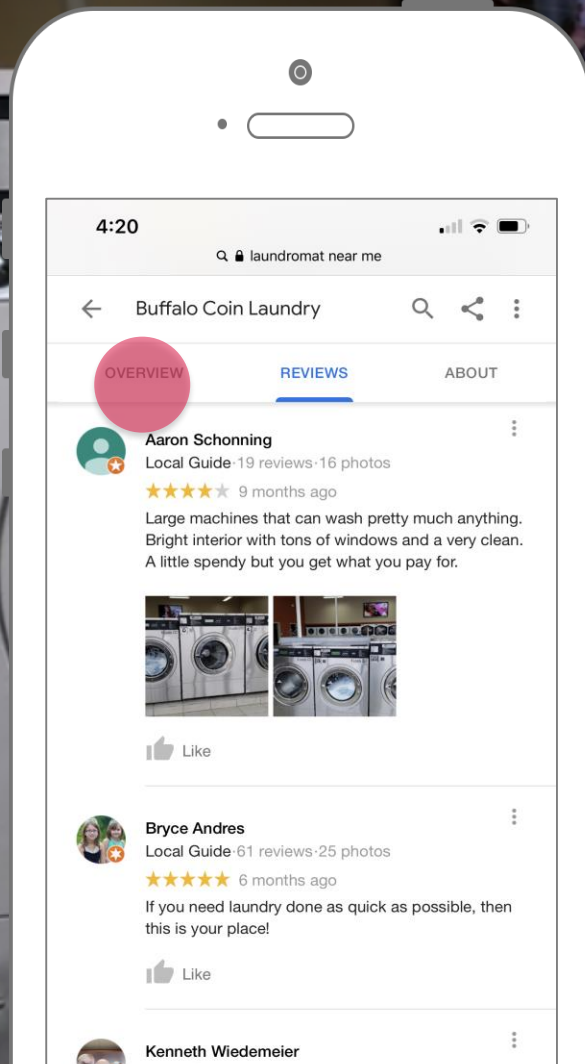 4:20
laundromat near me
Buffalo Coin Laundry
OVERVIEW REVIEWS ABOUT
Aaron Schonning
Local Guide·19 reviews·16 photos
9 months ago
Large machines that can wash pretty much anything.
Bright interior with tons of windows and a very clean.
A little spendy but you get what you pay for.
Like
Bryce Andres
Local Guide·61 reviews·25 photos
6 months ago
If you need laundry done as quick as possible, then
this is your place!
Like
Kenneth Wiedemeier